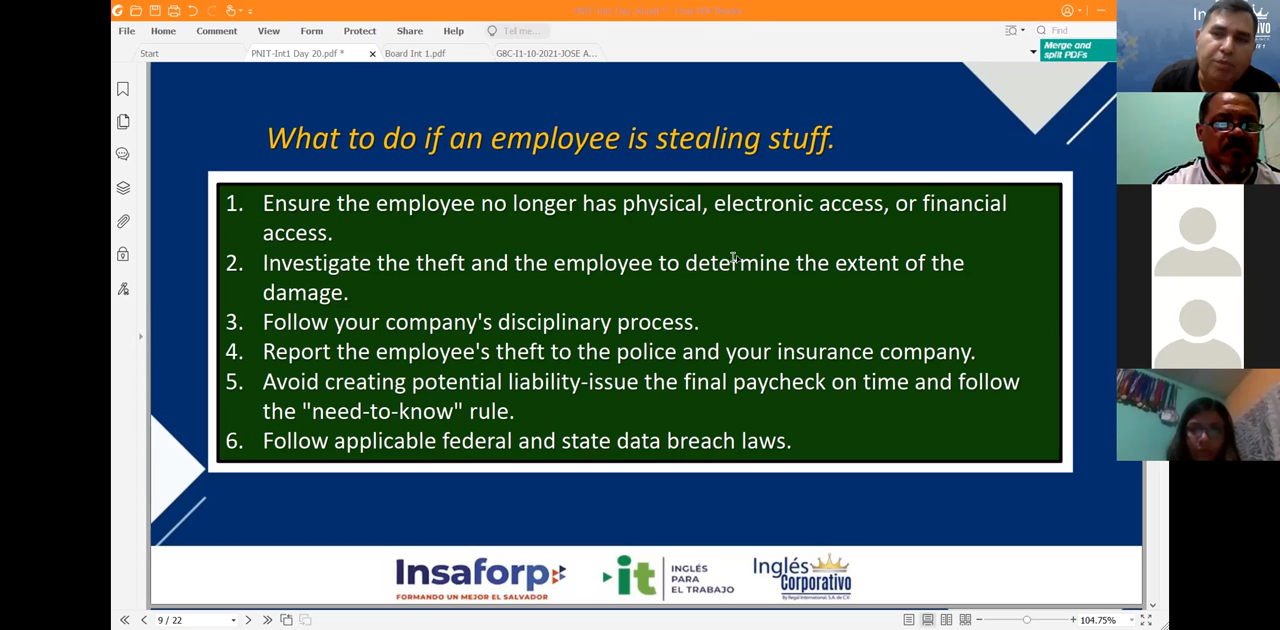 File Home Comment View Form Protect Share Help Tell me... Find
Start PNIT-Int1 Day 20.pdf * Board Int 1.pdf G8C-I1-10-2021-JOSE A...
Merge and
split PDFs
What to do if an employee is stealing stuff.
1. Ensure the employee no longer has physical, electronic access, or financial
access.
2. Investigate the theft and the employee to determine the extent of the
damage.
3. Follow your company's disciplinary process.
4. Report the employee's theft to the police and your insurance company.
5. Avoid creating potential liability-issue the final paycheck on time and follow
the "need-to-know" rule.
6. Follow applicable federal and state data breach laws.
Insaforp
FORMANDO UN MEJOR EL SALVADOR
it
INGLÉS
PARA
EL TRABAJO
Inglés
Corporativo
By Regal International, S.A. de C.V.
9 / 22
104.75%